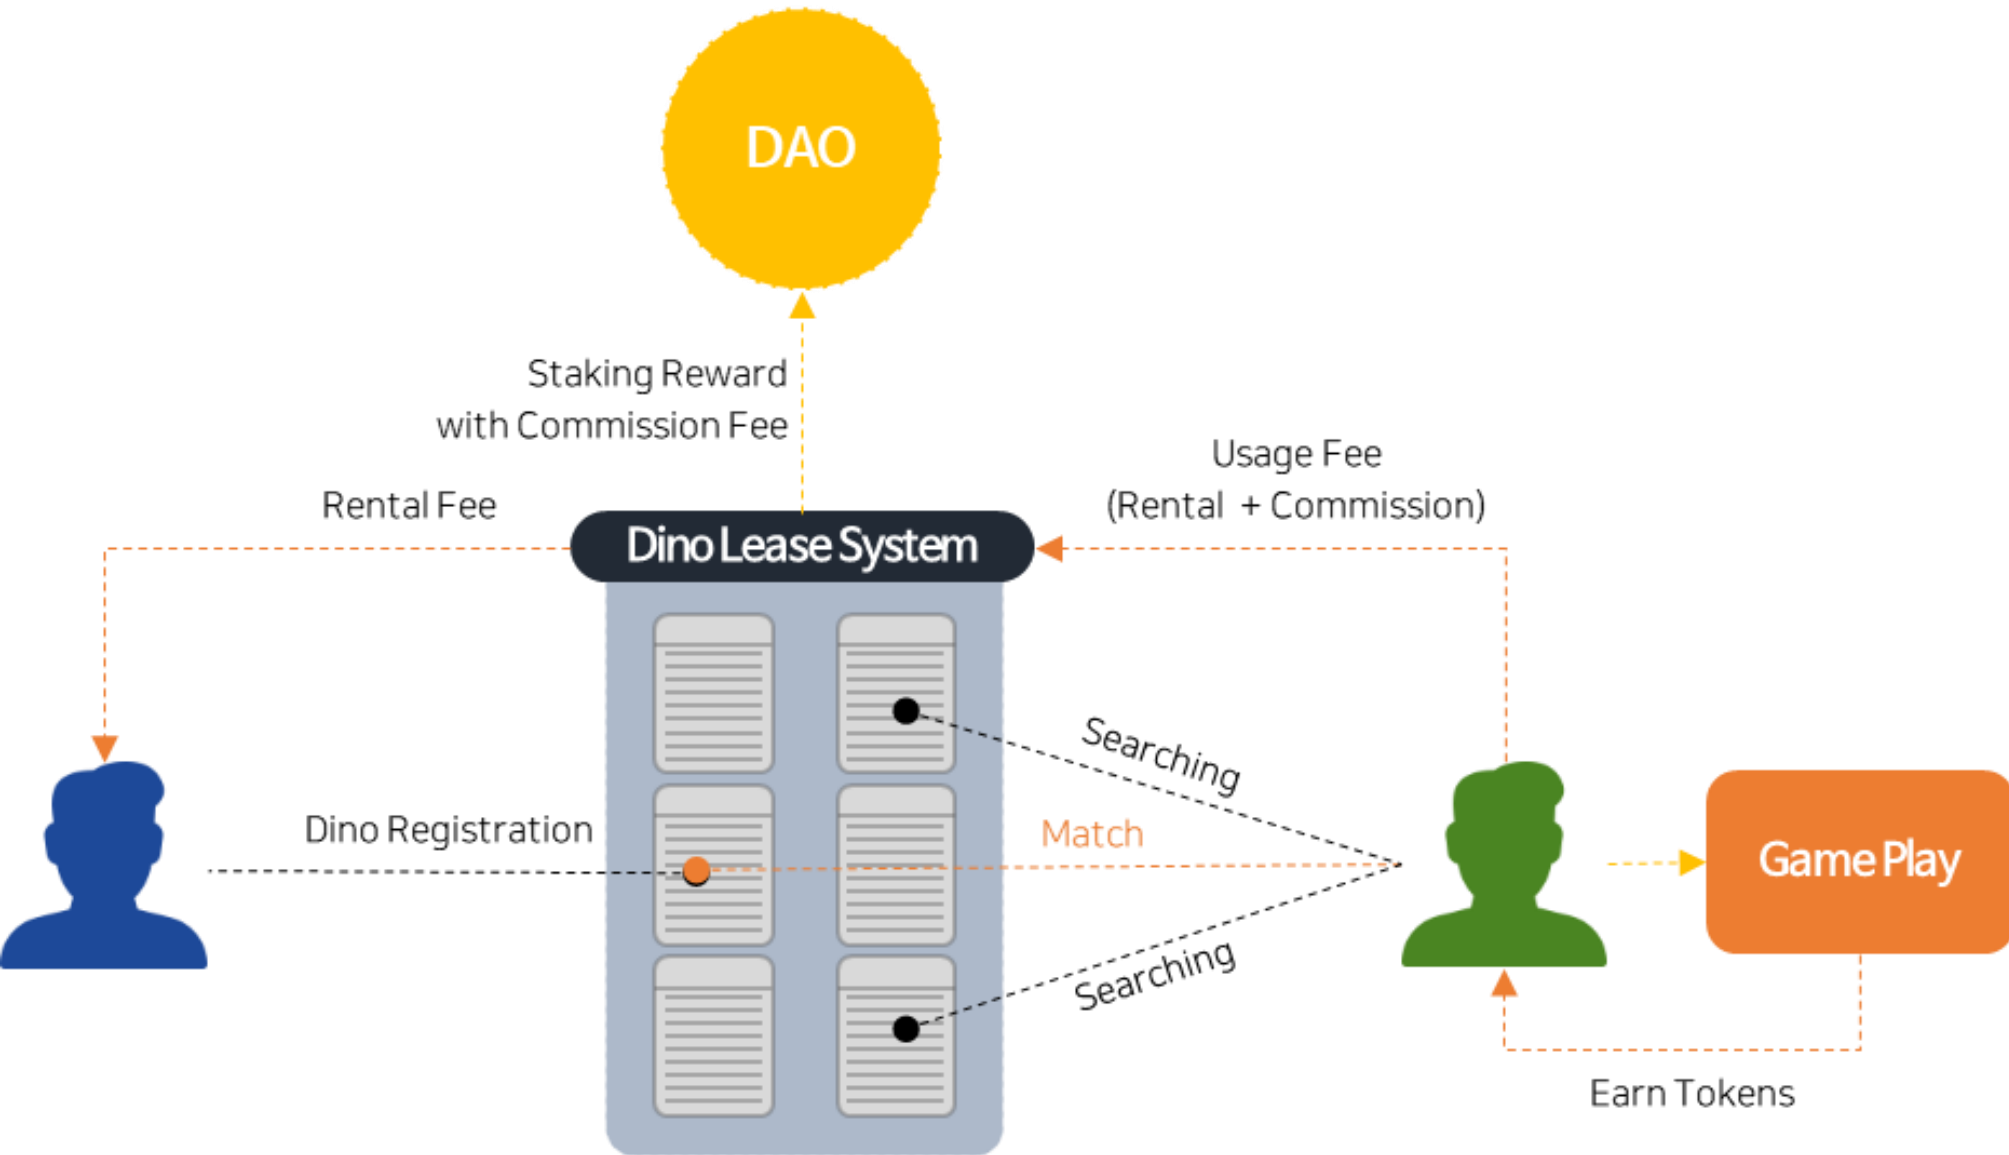 DAO
Staking Reward
with Commission Fee
Usage Fee
(Rental + Commission)
Rental Fee
Dino Lease System
Searching
Dino Registration
Match
Game Play
Searching
Earn Tokens